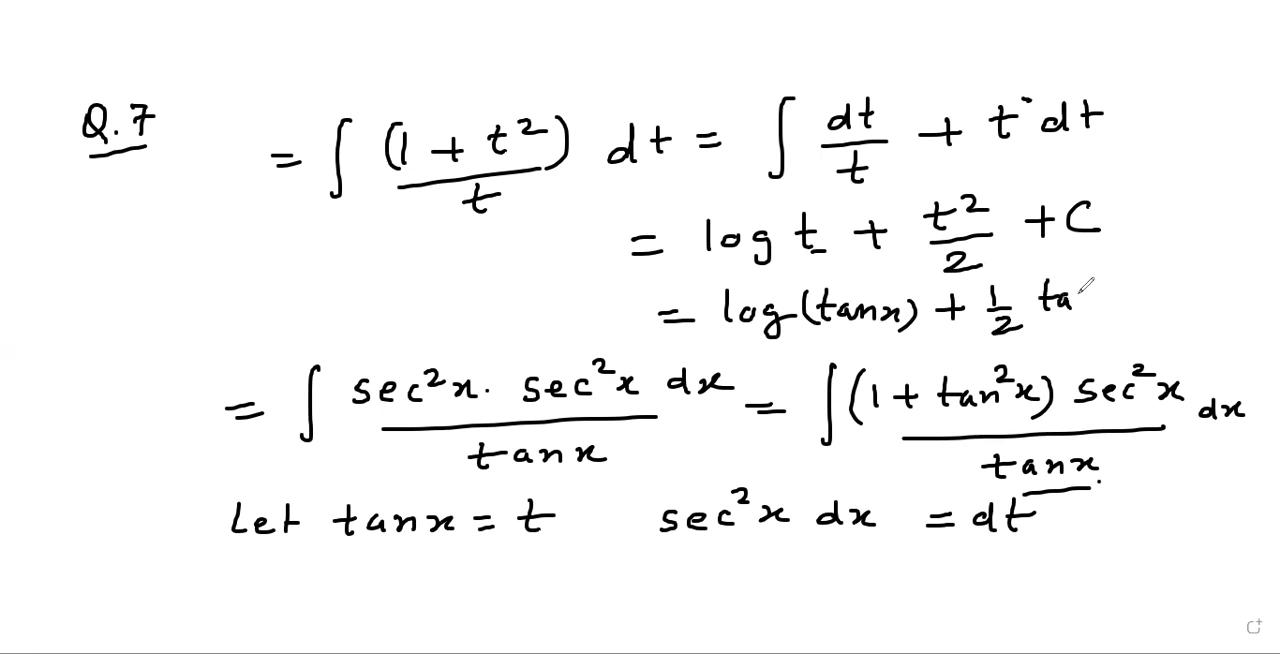 Q.7
= ∫ (1 + t²)/t dt = ∫ dt/t + t dt
= log t + t²/2 + C
= log(tanx) + 1/2 ta
= ∫ sec²x · sec²x dx / tanx = ∫ (1 + tan²x) sec²x / tanx dx
Let tanx = t sec²x dx = dt